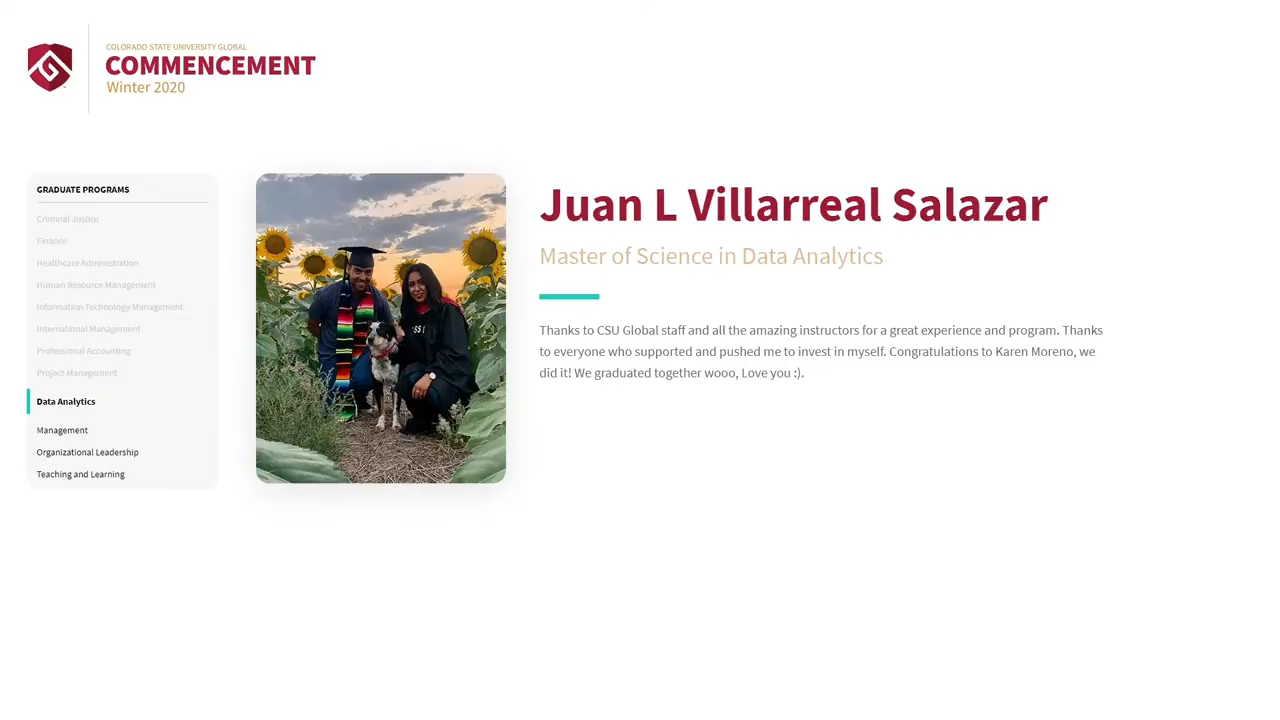 COLORADO STATE UNIVERSITY GLOBAL
COMMENCEMENT
Winter 2020
GRADUATE PROGRAMS
Criminal Justice
Finance
Healthcare Administration
Human Resource Management
Information Technology Management
International Management
Professional Accounting
Project Management
Data Analytics
Management
Organizational Leadership
Teaching and Learning
Juan L Villarreal Salazar
Master of Science in Data Analytics
Thanks to CSU Global staff and all the amazing instructors for a great experience and program. Thanks
to everyone who supported and pushed me to invest in myself. Congratulations to Karen Moreno, we
did it! We graduated together wooo, Love you :).